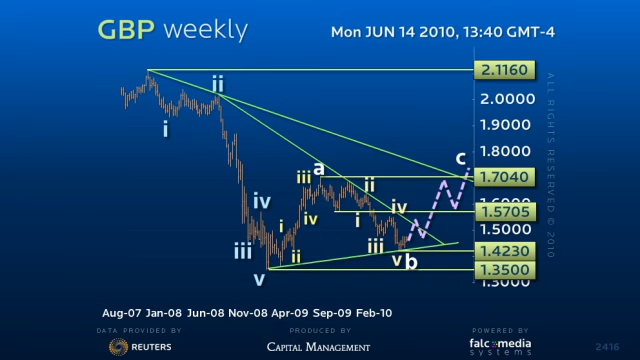 GBP weekly
Mon JUN 14 2010, 13:40 GMT-4
2.1160
2.0000
1.9000
1.8000
1.7040
1.6000
1.5705
1.5000
1.4230
1.3500
1.3000
ALL RIGHTS RESERVED © 2010
ii
i
iv
iii
v
iii
a
i
iv
ii
ii
i
iv
iii
v
b
c
Aug-07 Jan-08 Jun-08 Nov-08 Apr-09 Sep-09 Feb-10
DATA PROVIDED BY
REUTERS
PRODUCED BY
CAPITAL MANAGEMENT
POWERED BY
falc media
systems
2416